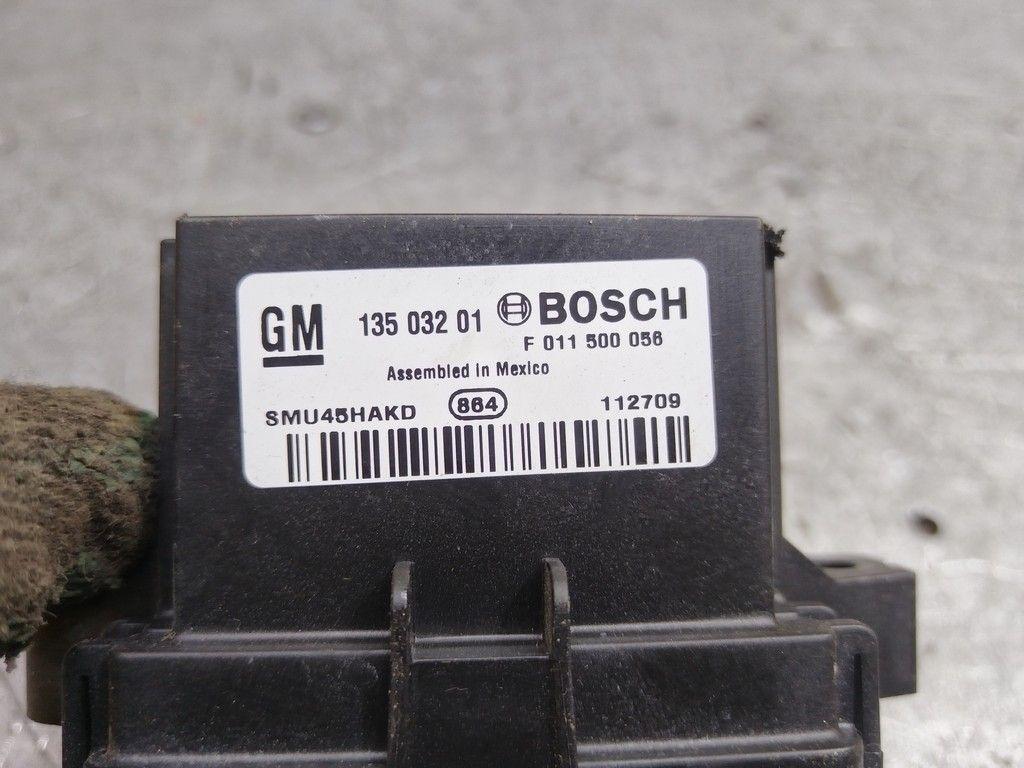 GM 135 032 01 BOSCH
F 011 500 056
Assembled in Mexico
SMU45HAKD 864 112709